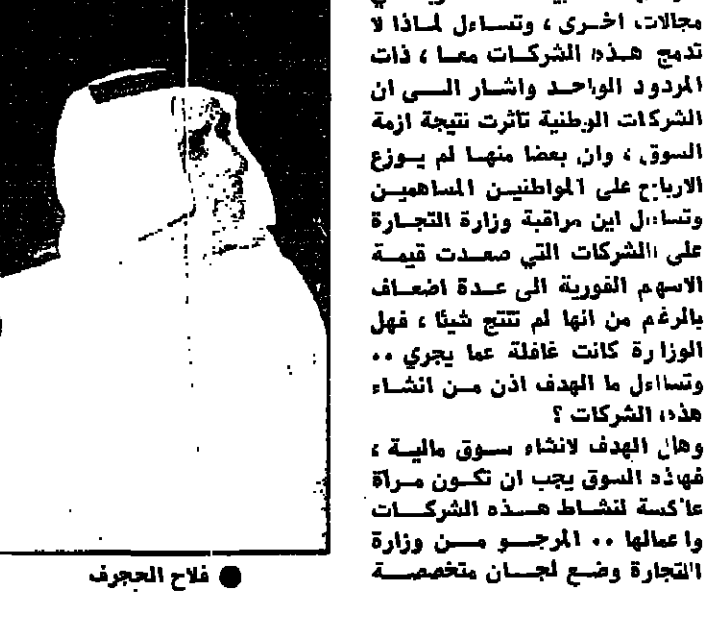 مجالات اخرى ، وتساءل لماذا لا
تدمج هذه الشركات معا ، ذات
المردود الواحد واشار الى ان
الشركات الوطنية تاثرت نتيجة ازمة
السوق ، وان بعضا منها لم يوزع
الارباح على المواطنين المساهمين
وتساءل اين مراقبة وزارة التجارة
على الشركات التي صعدت قيمة
الاسهم الفورية الى عدة اضعاف
بالرغم من انها لم تنتج شيئا ، فهل
الوزارة كانت غافلة عما يجري ..
وتساءل ما الهدف اذن من انشاء
هذه الشركات ؟
وهل الهدف لانشاء سوق مالية ،
فهذه السوق يجب ان تكون مرآة
عاكسة لنشاط هذه الشركات
واعمالها .. المرجو من وزارة
التجارة وضع لجان متخصصة
● فلاح الحجرف